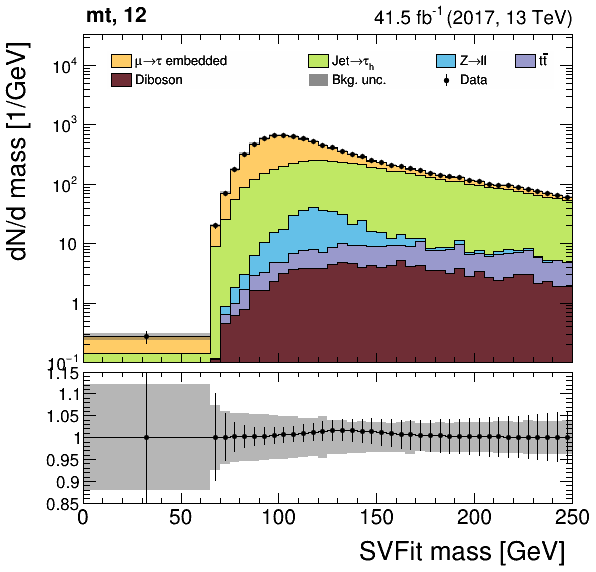 mt, 12
41.5 fb⁻¹ (2017, 13 TeV)
dN/d mass [1/GeV]
10⁴
10³
10²
10
1
10⁻¹
μ→τ embedded
Jet→τₕ
Z→ll
tt̄
Diboson
Bkg. unc.
Data
1.15
1.1
1.05
1
0.95
0.9
0.85
0
50
100
150
200
250
SVFit mass [GeV]